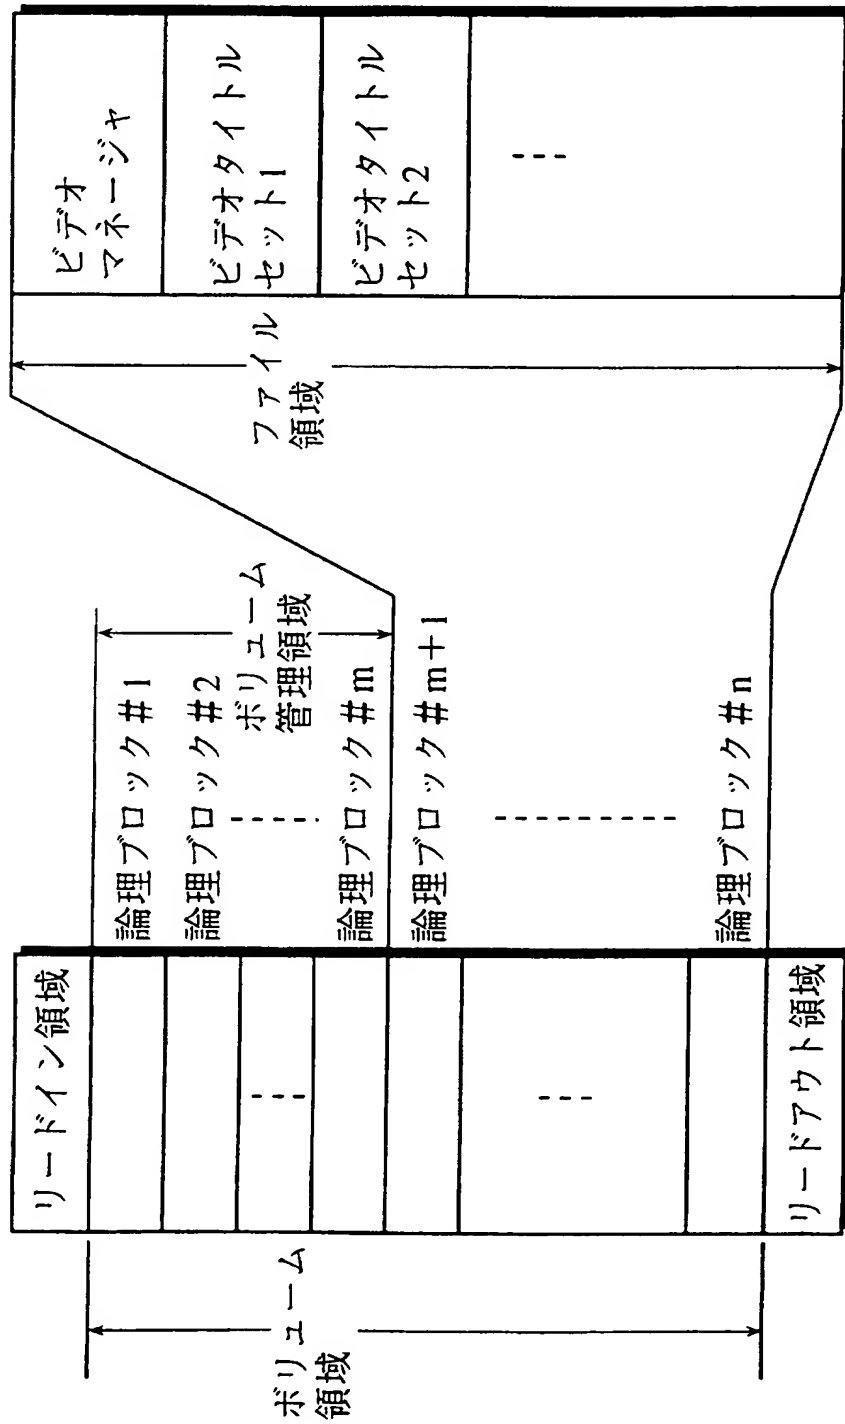 ボリューム
領域
リードイン領域
リードアウト領域
論理ブロック＃1
論理ブロック＃2
論理ブロック＃m
論理ブロック＃m＋1
論理ブロック＃n
ボリューム
管理領域
ファイル
領域
ビデオ
マネージャ
ビデオタイトル
セット1
ビデオタイトル
セット2